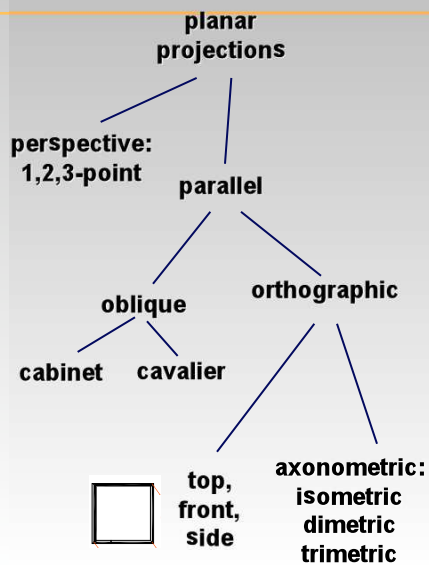 planar
projections
perspective:
1,2,3-point
parallel
oblique
orthographic
cabinet
cavalier
top,
front,
side
axonometric:
isometric
dimetric
trimetric